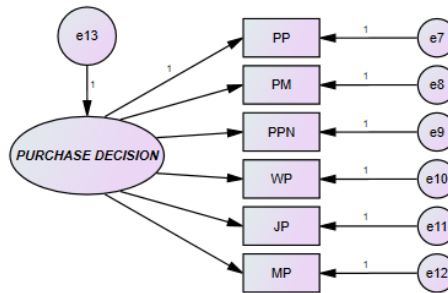 e13
1
PURCHASE DECISION
1
PP
1
e7
PM
1
e8
PPN
1
e9
WP
1
e10
JP
1
e11
MP
1
e12